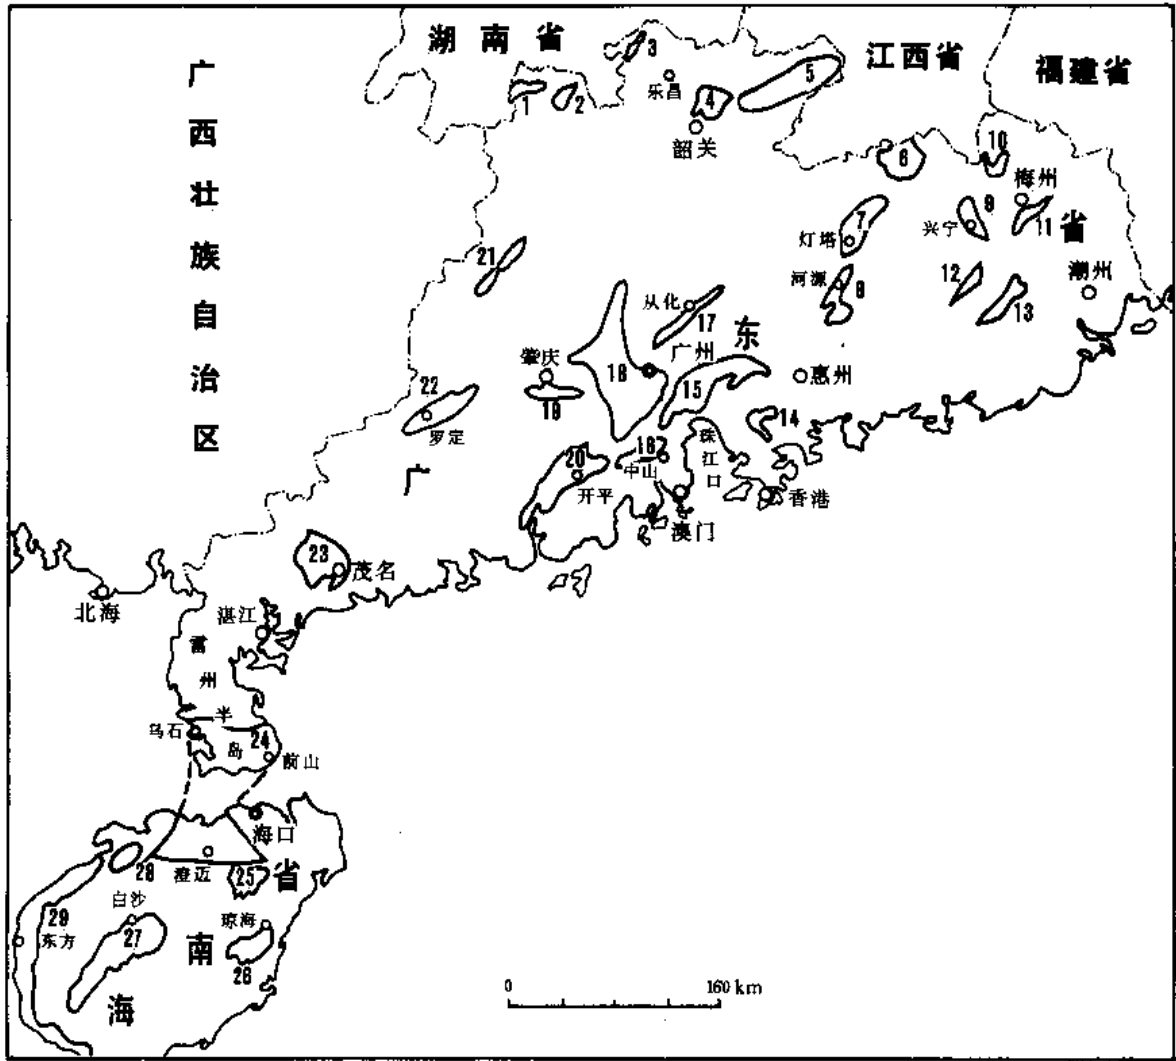 湖南省
江西省
福建省
广西壮族自治区
广
东
省
海
南
省
1
2
3
乐昌
4
韶关
5
6
10
梅州
9
兴宁
11
7
灯塔
河源
8
12
13
潮州
21
从化
17
广州
肇庆
18
19
15
惠州
14
22
罗定
16
中山
珠江口
20
开平
澳门
香港
23
茂名
北海
湛江
雷州半岛
乌石
24
前山
海口
澄迈
28
25
白沙
29
东方
27
琼海
26
0
160 km